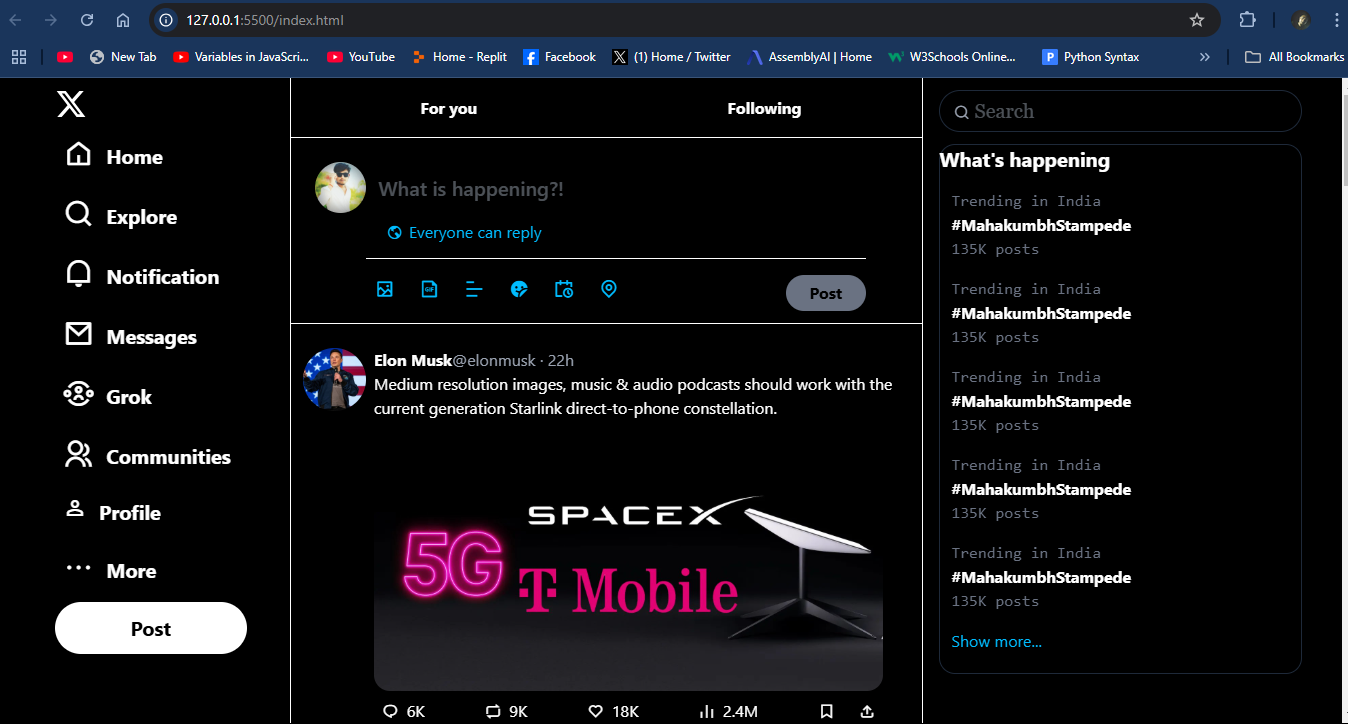 127.0.0.1:5500/index.html
New Tab
Variables in JavaScri...
YouTube
Home - Replit
Facebook
(1) Home / Twitter
AssemblyAI | Home
W3Schools Online...
P
Python Syntax
»
All Bookmarks
X
Home
Explore
Notification
Messages
Grok
Communities
Profile
More
Post
For you
Following
What is happening?!
Everyone can reply
GIF
Post
Elon Musk@elonmusk · 22h
Medium resolution images, music & audio podcasts should work with the
current generation Starlink direct-to-phone constellation.
SPACEX
5G
T Mobile
6K
9K
18K
2.4M
Search
What's happening
Trending in India
#MahakumbhStampede
135K posts
Trending in India
#MahakumbhStampede
135K posts
Trending in India
#MahakumbhStampede
135K posts
Trending in India
#MahakumbhStampede
135K posts
Trending in India
#MahakumbhStampede
135K posts
Show more...